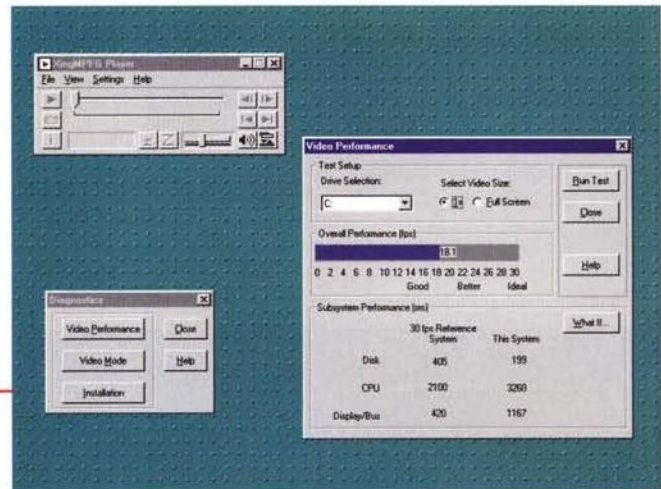 XingMPEG Player
File View Settings Help
Video Performance
Test Setup
Drive Selection:
C:
Select Video Size:
1x Full Screen
Run Test
Close
Help
Overall Performance (fps)
18.1
0 2 4 6 8 10 12 14 16 18 20 22 24 26 28 30
Good Better Ideal
Subsystem Performance (ms)
What If...
30 fps Reference System This System
Disk 405 199
CPU 2100 3260
Display/Bus 420 1167
Diagnostics
Video Performance
Video Mode
Installation
Close
Help